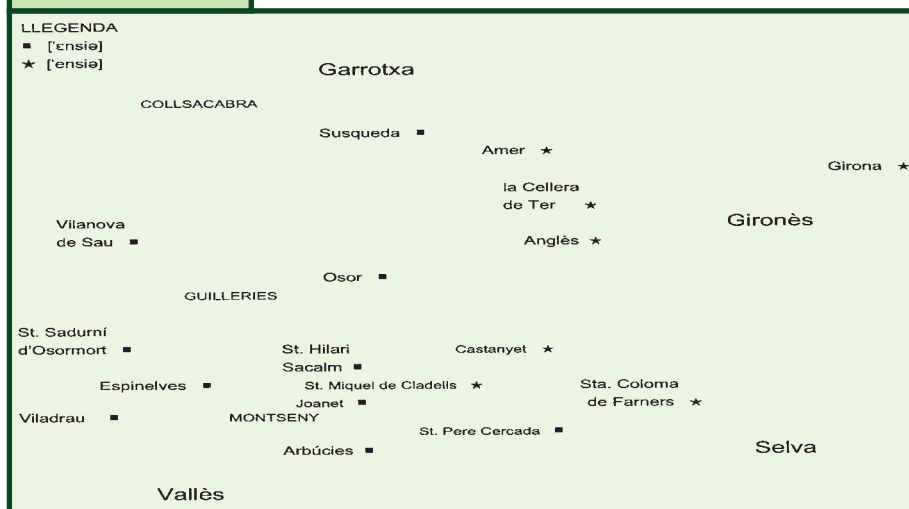 LLEGENDA
■ ['ɛnsiə]
★ ['ensiə]
Garrotxa
COLLSACABRA
Susqueda ■
Amer ★
Girona ★
la Cellera
de Ter ★
Gironès
Vilanova
de Sau ■
Anglès ★
Osor ■
GUILLERIES
St. Sadurní
d'Osormort ■
St. Hilari
Sacalm ■
Castanyet ★
Espinelves ■
St. Miquel de Cladells ★
Sta. Coloma
de Farners ★
Joanet ■
Viladrau ■
MONTSENY
St. Pere Cercada ■
Arbúcies ■
Selva
Vallès